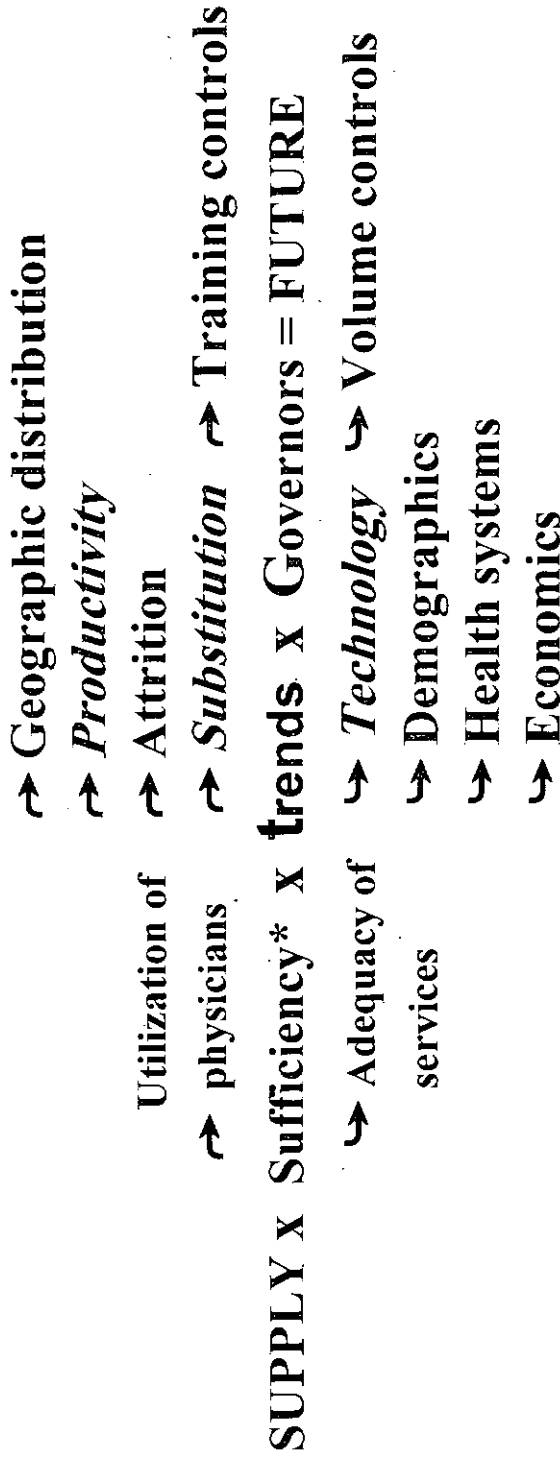 Geographic distribution
Productivity
Utilization of
Attrition
physicians
Substitution
Training controls
SUPPLY x Sufficiency* x trends x Governors = FUTURE
Adequacy of
Technology
Volume controls
services
Demographics
Health systems
Economics